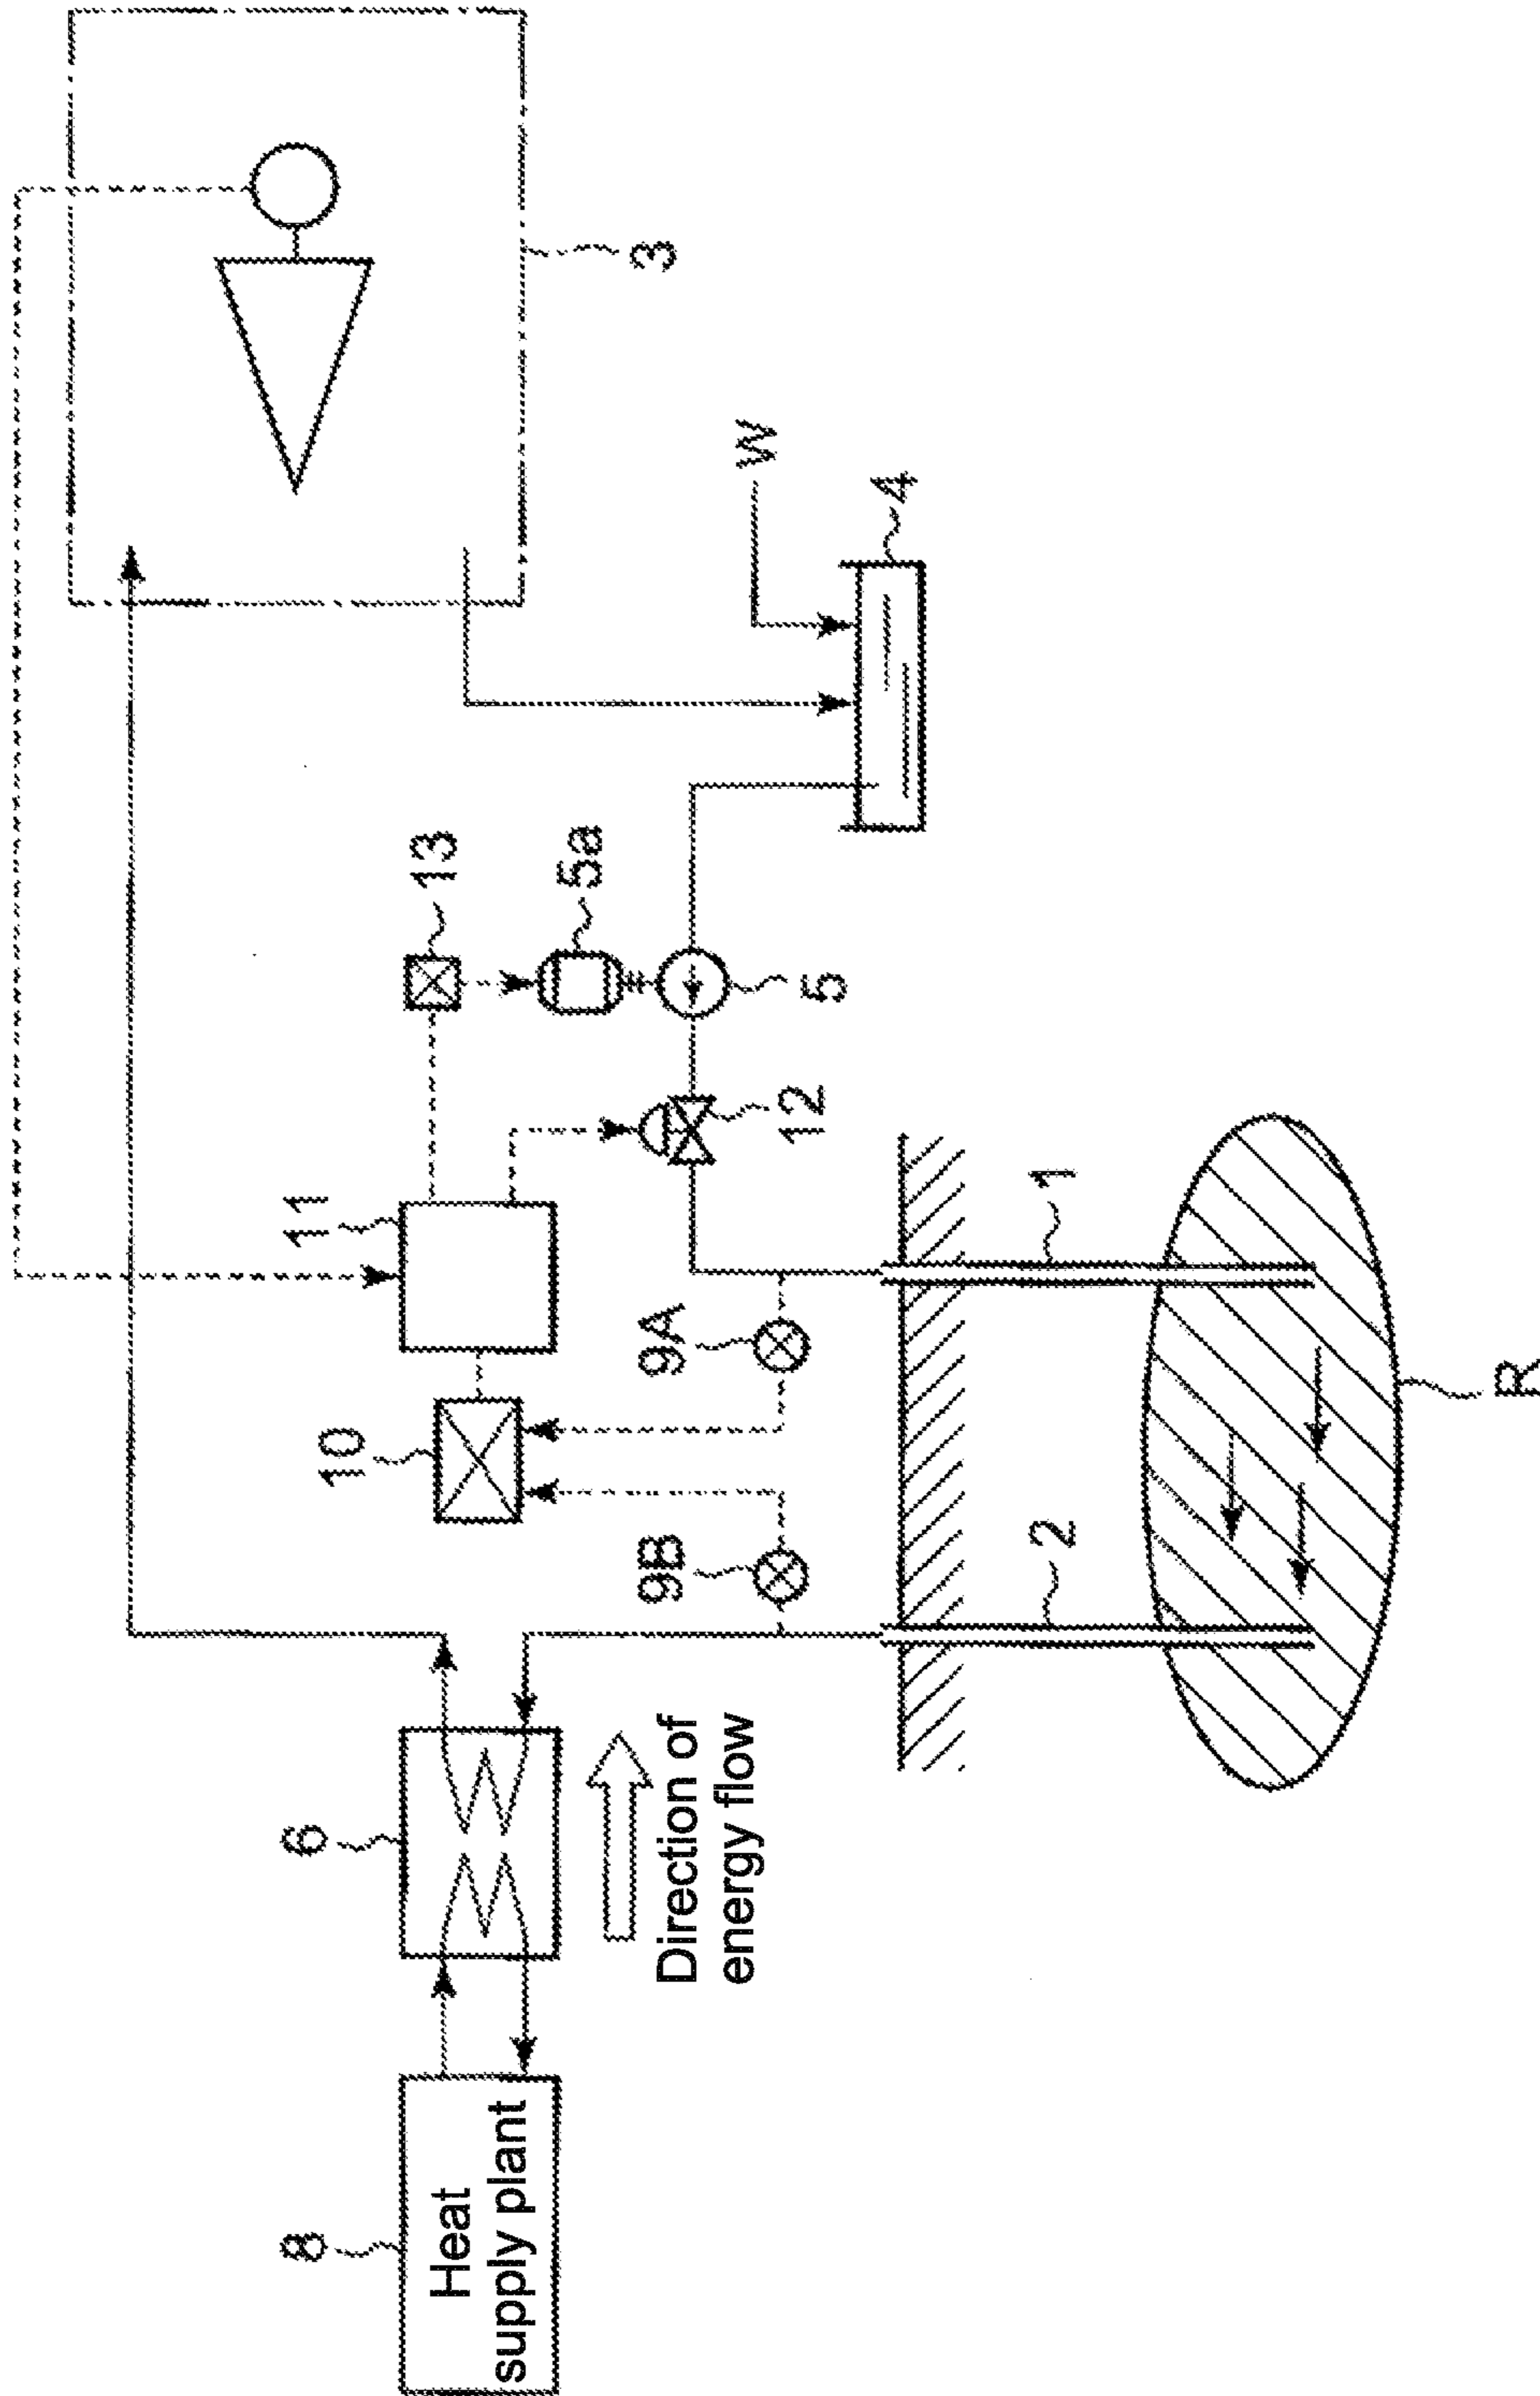 3
W
4
13
5a
5
12
11
1
9A
10
9B
2
R
6
Direction of
energy flow
8
Heat
supply plant